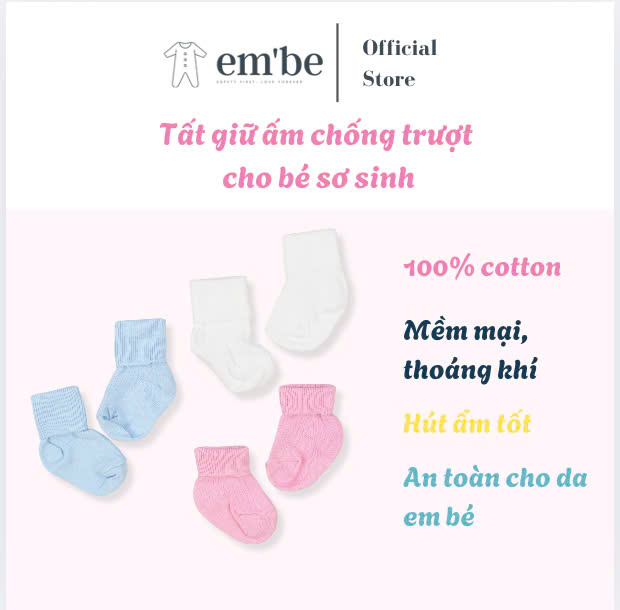 em'be
SAFETY FIRST, LOVE FOREVER
Official
Store
Tất giữ ấm chống trượt
cho bé sơ sinh
100% cotton
Mềm mại,
thoáng khí
Hút ẩm tốt
An toàn cho da
em bé